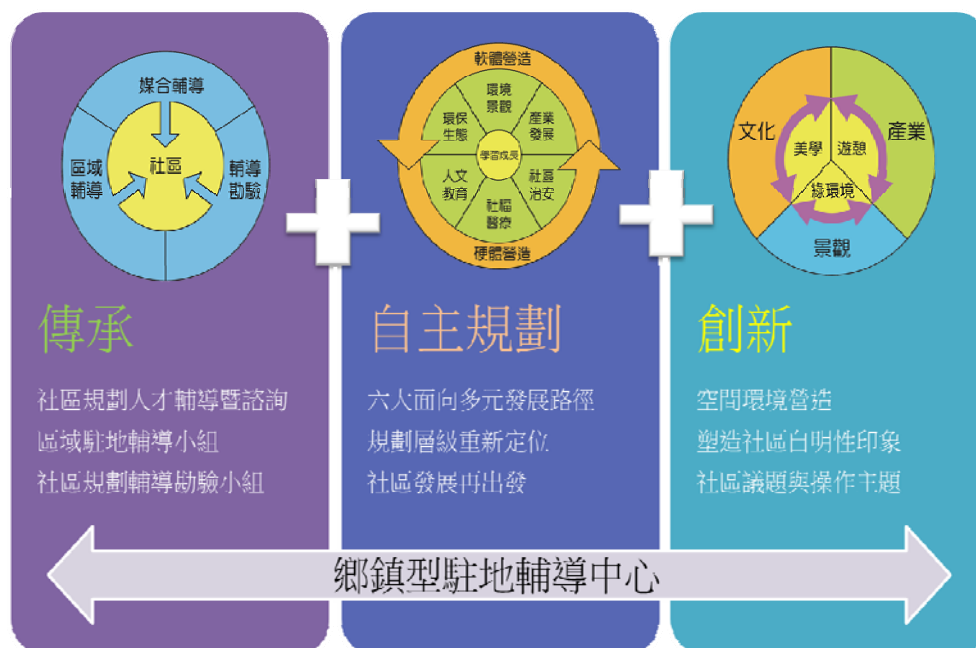 媒合輔導
區域
輔導
社區
輔導
勘驗
傳承
社區規劃人才輔導暨諮詢
區域駐地輔導小組
社區規劃輔導勘驗小組
軟體營造
環境
景觀
環保
生態
產業
發展
學習成長
人文
教育
社區
治安
社福
醫療
硬體營造
自主規劃
六大面向多元發展路徑
規劃層級重新定位
社區發展再出發
文化
產業
美學
遊憩
綠環境
景觀
創新
空間環境營造
塑造社區自明性印象
社區議題與操作主題
鄉鎮型駐地輔導中心